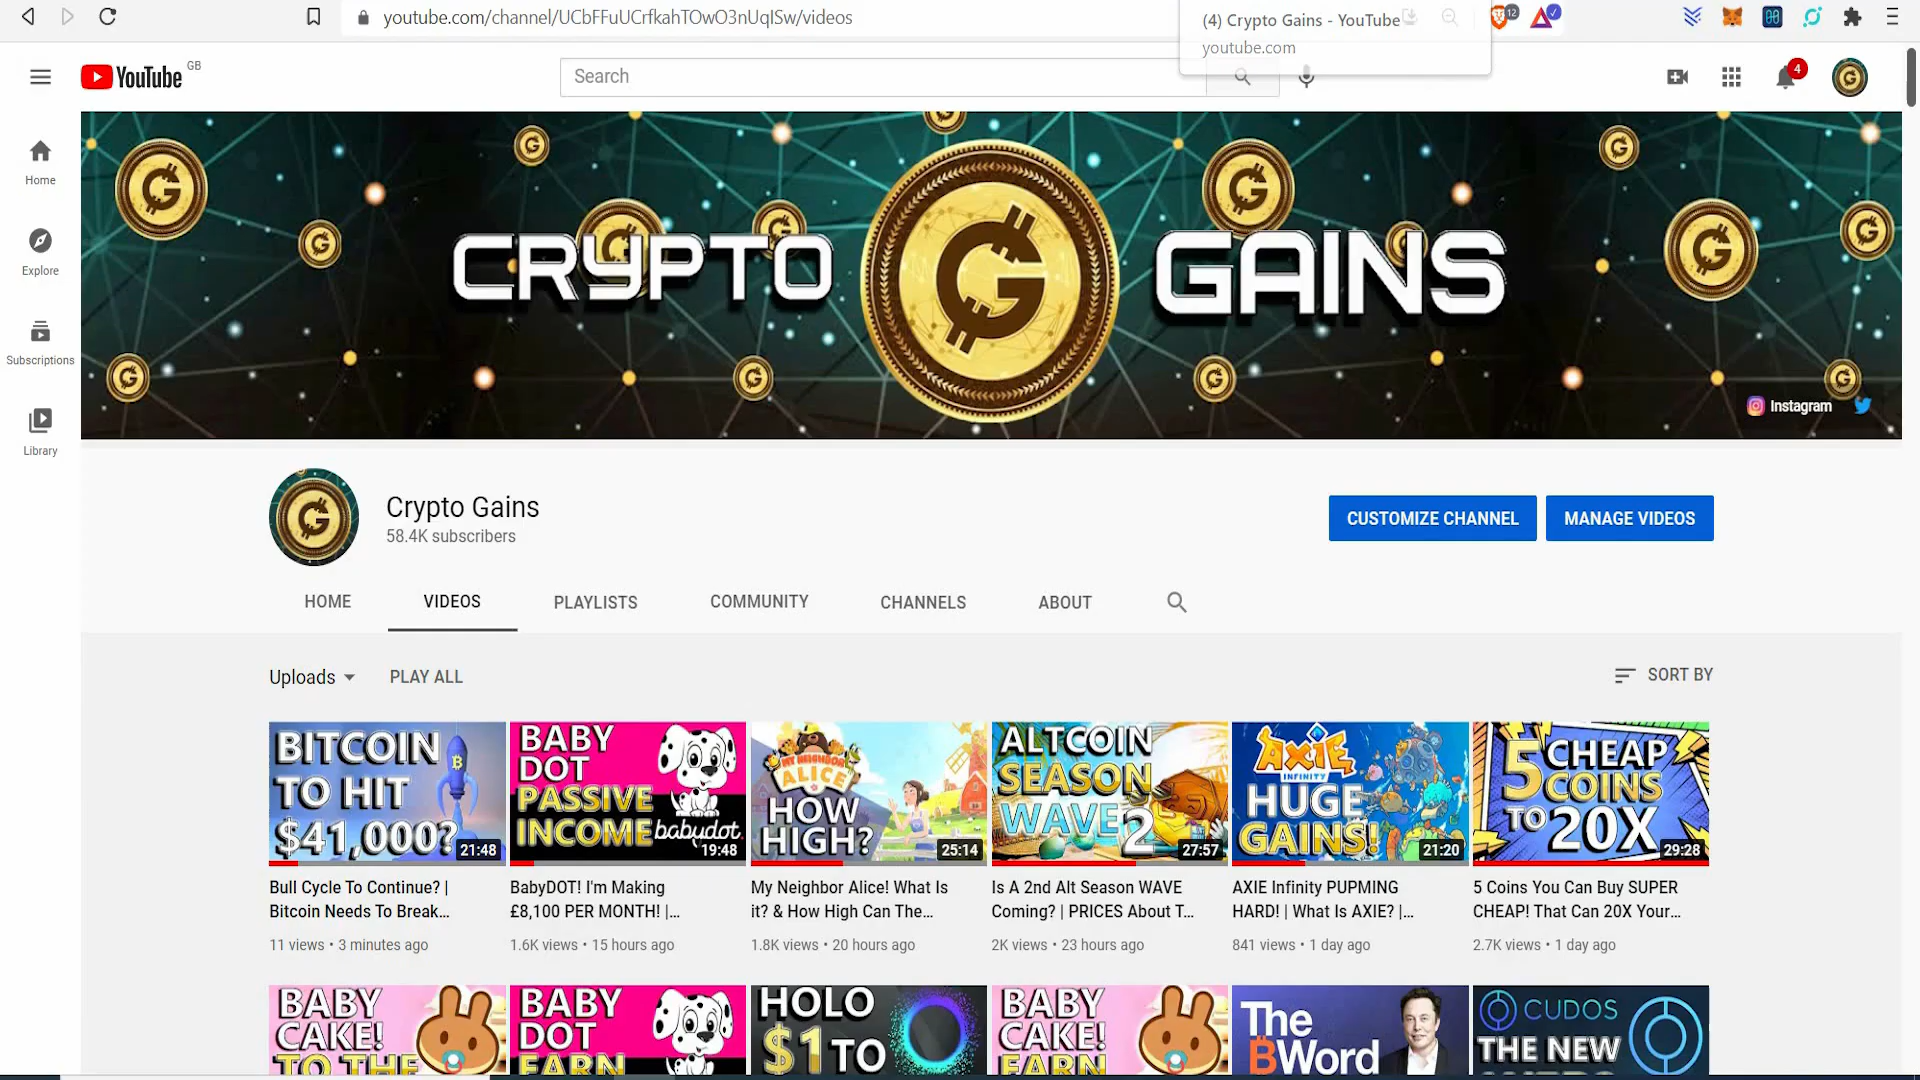 youtube.com/channel/UCbFFuUCrfkahTOwO3nUqISw/videos
(4) Crypto Gains - YouTube
youtube.com
12
YouTube GB
Search
4
Home
Explore
Subscriptions
Library
CRYPTO G GAINS
Instagram
Crypto Gains
58.4K subscribers
CUSTOMIZE CHANNEL
MANAGE VIDEOS
HOME
VIDEOS
PLAYLISTS
COMMUNITY
CHANNELS
ABOUT
Uploads
PLAY ALL
SORT BY
BITCOIN
TO HIT
$41,000?
21:48
Bull Cycle To Continue? |
Bitcoin Needs To Break...
11 views • 3 minutes ago
BABY
DOT
PASSIVE
INCOME
babydot.
19:48
BabyDOT! I'm Making
£8,100 PER MONTH! |...
1.6K views • 15 hours ago
MY NEIGHBOR
ALICE
HOW
HIGH?
25:14
My Neighbor Alice! What Is
it? & How High Can The...
1.8K views • 20 hours ago
ALTCOIN
SEASON
WAVE 2
27:57
Is A 2nd Alt Season WAVE
Coming? | PRICES About T...
2K views • 23 hours ago
AXIE
INFINITY
HUGE
GAINS!
21:20
AXIE Infinity PUPMING
HARD! | What Is AXIE? |...
841 views • 1 day ago
5 CHEAP
COINS
TO 20X
29:28
5 Coins You Can Buy SUPER
CHEAP! That Can 20X Your...
2.7K views • 1 day ago
BABY
CAKE!
TO THE
BABY
DOT
EARN
HOLO
$1 TO
BABY
CAKE!
EARN
The
BWord
CUDOS
THE NEW